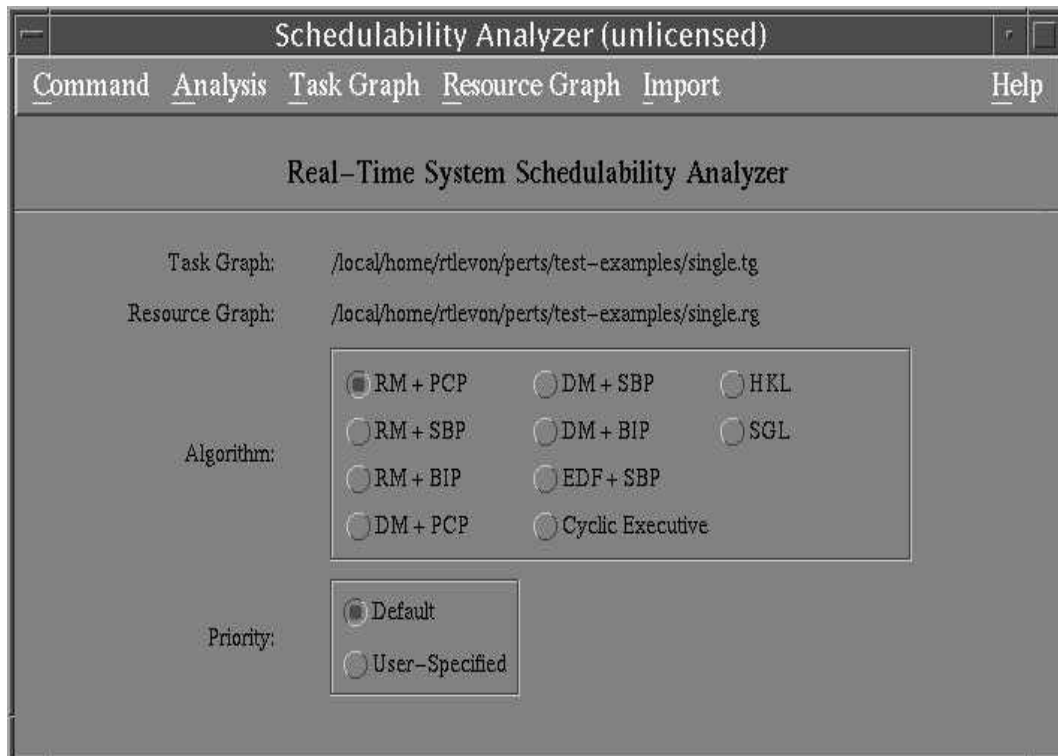 Schedulability Analyzer (unlicensed)
Command Analysis Task Graph Resource Graph Import Help
Real-Time System Schedulability Analyzer
Task Graph: /local/home/rtlevon/perts/test-examples/single.tg
Resource Graph: /local/home/rtlevon/perts/test-examples/single.rg
Algorithm:
RM + PCP DM + SBP HKL
RM + SBP DM + BIP SGL
RM + BIP EDF + SBP
DM + PCP Cyclic Executive
Priority:
Default
User-Specified